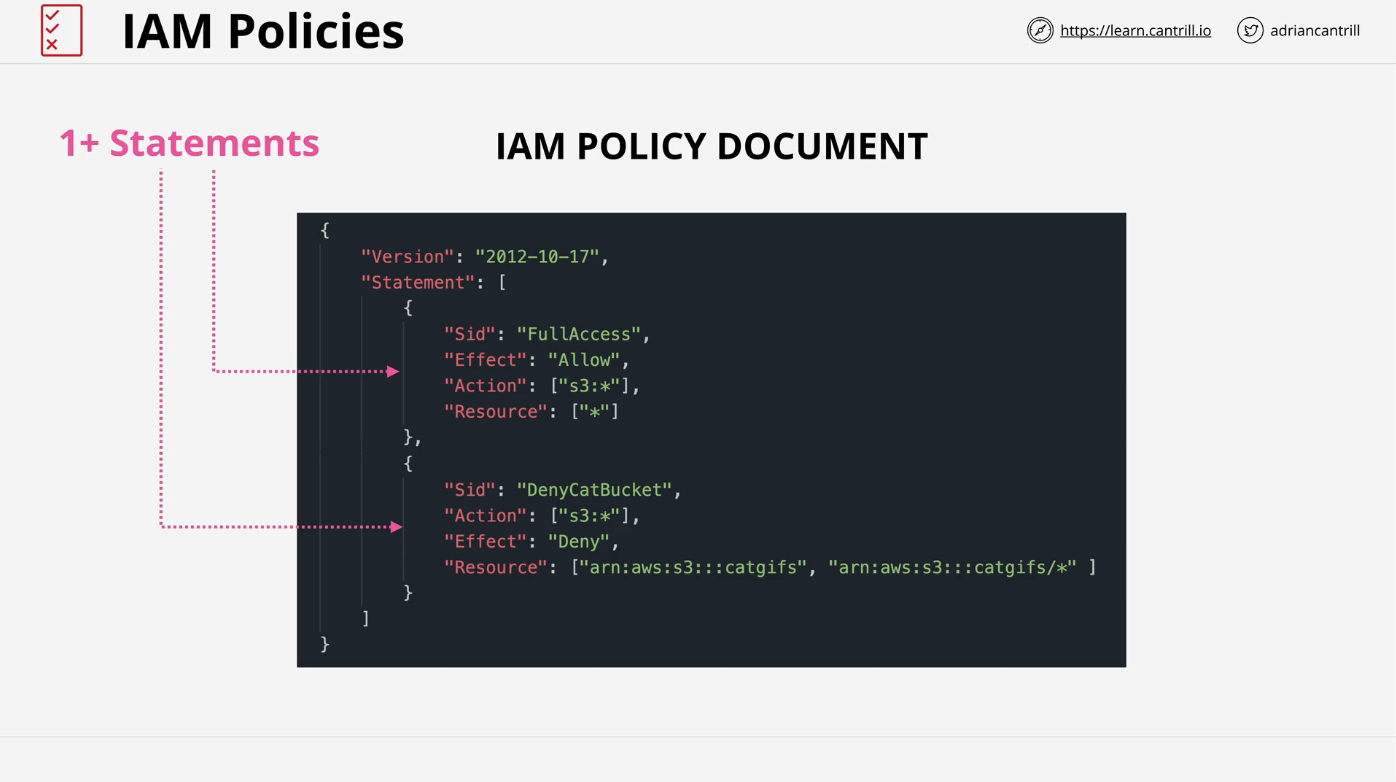 IAM Policies
https://learn.cantrill.io
adriancantrill
1+ Statements
IAM POLICY DOCUMENT
{
    "Version": "2012-10-17",
    "Statement": [
        {
            "Sid": "FullAccess",
            "Effect": "Allow",
            "Action": ["s3:*"],
            "Resource": ["*"]
        },
        {
            "Sid": "DenyCatBucket",
            "Action": ["s3:*"],
            "Effect": "Deny",
            "Resource": ["arn:aws:s3:::catgifs", "arn:aws:s3:::catgifs/*" ]
        }
    ]
}